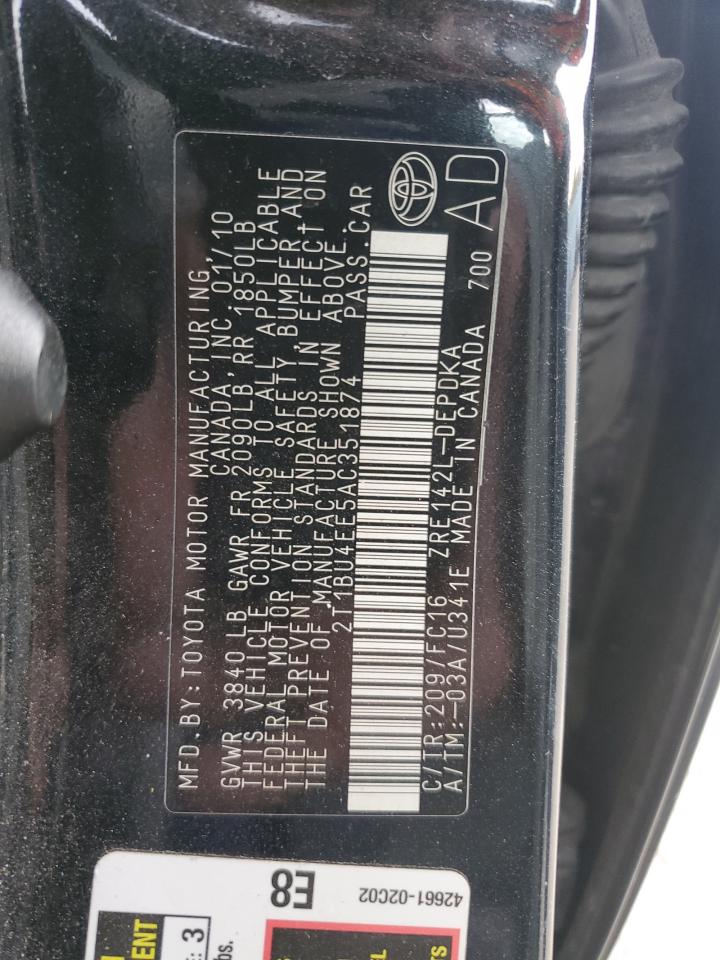 MFD. BY: TOYOTA MOTOR MANUFACTURING
CANADA, INC. 01/10
GVWR 3840 LB GAWR FR 2090LB, RR 1850LB
THIS VEHICLE CONFORMS TO ALL APPLICABLE
FEDERAL MOTOR VEHICLE SAFETY, BUMPER, AND
THEFT PREVENTION STANDARDS IN EFFECT ON
THE DATE OF MANUFACTURE SHOWN ABOVE.
2T1BU4EE5AC351874 PASS. CAR
C/TR: 209/FC16 ZRE142L-DEPDKA
A/TM: -03A/U341E MADE IN CANADA 700
AD
E8
42661-02C02
ENT
: 3
bs.